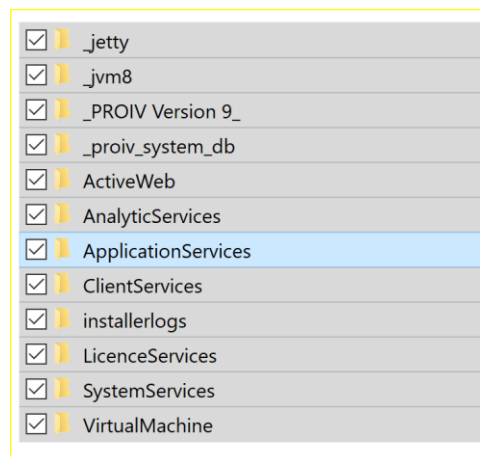 _jetty
_jvm8
_PROIV Version 9_
_proiv_system_db
ActiveWeb
AnalyticServices
ApplicationServices
ClientServices
installerlogs
LicenceServices
SystemServices
VirtualMachine